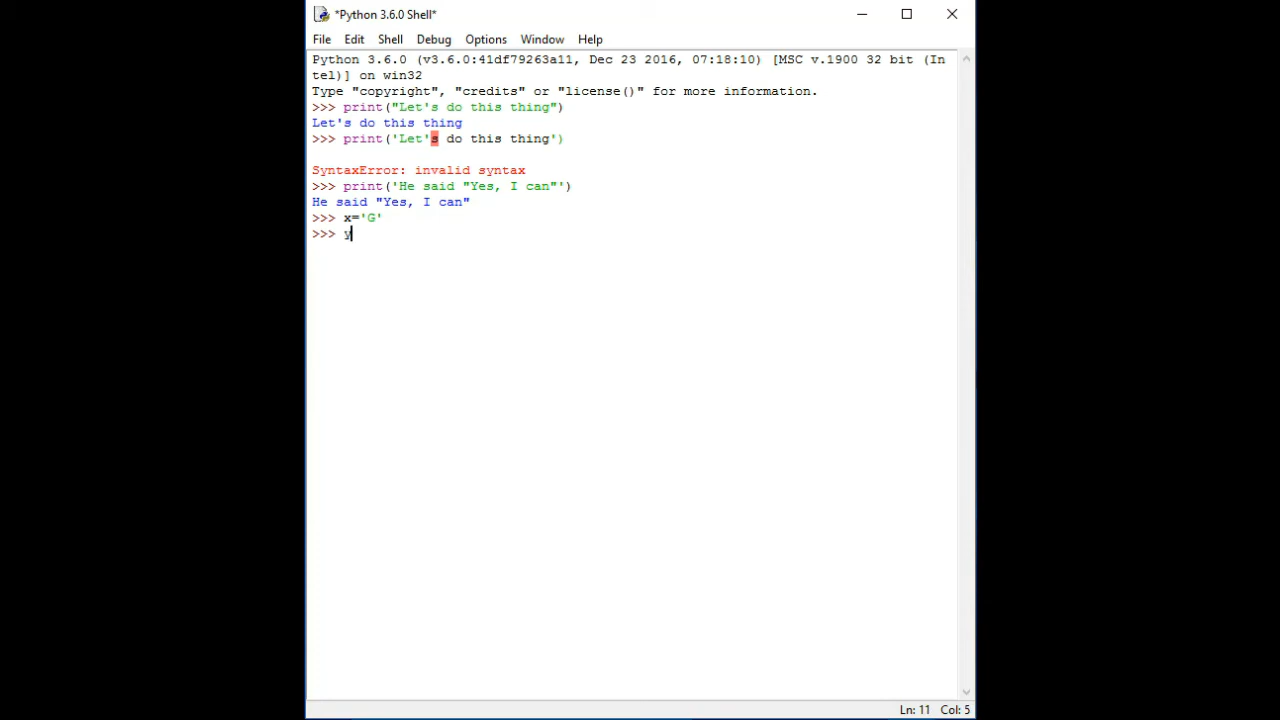 *Python 3.6.0 Shell*
File Edit Shell Debug Options Window Help
Python 3.6.0 (v3.6.0:41df79263a11, Dec 23 2016, 07:18:10) [MSC v.1900 32 bit (In
tel)] on win32
Type "copyright", "credits" or "license()" for more information.
>>> print("Let's do this thing")
Let's do this thing
>>> print('Let's do this thing')
SyntaxError: invalid syntax
>>> print('He said "Yes, I can"')
He said "Yes, I can"
>>> x='G'
>>> y
Ln: 11 Col: 5